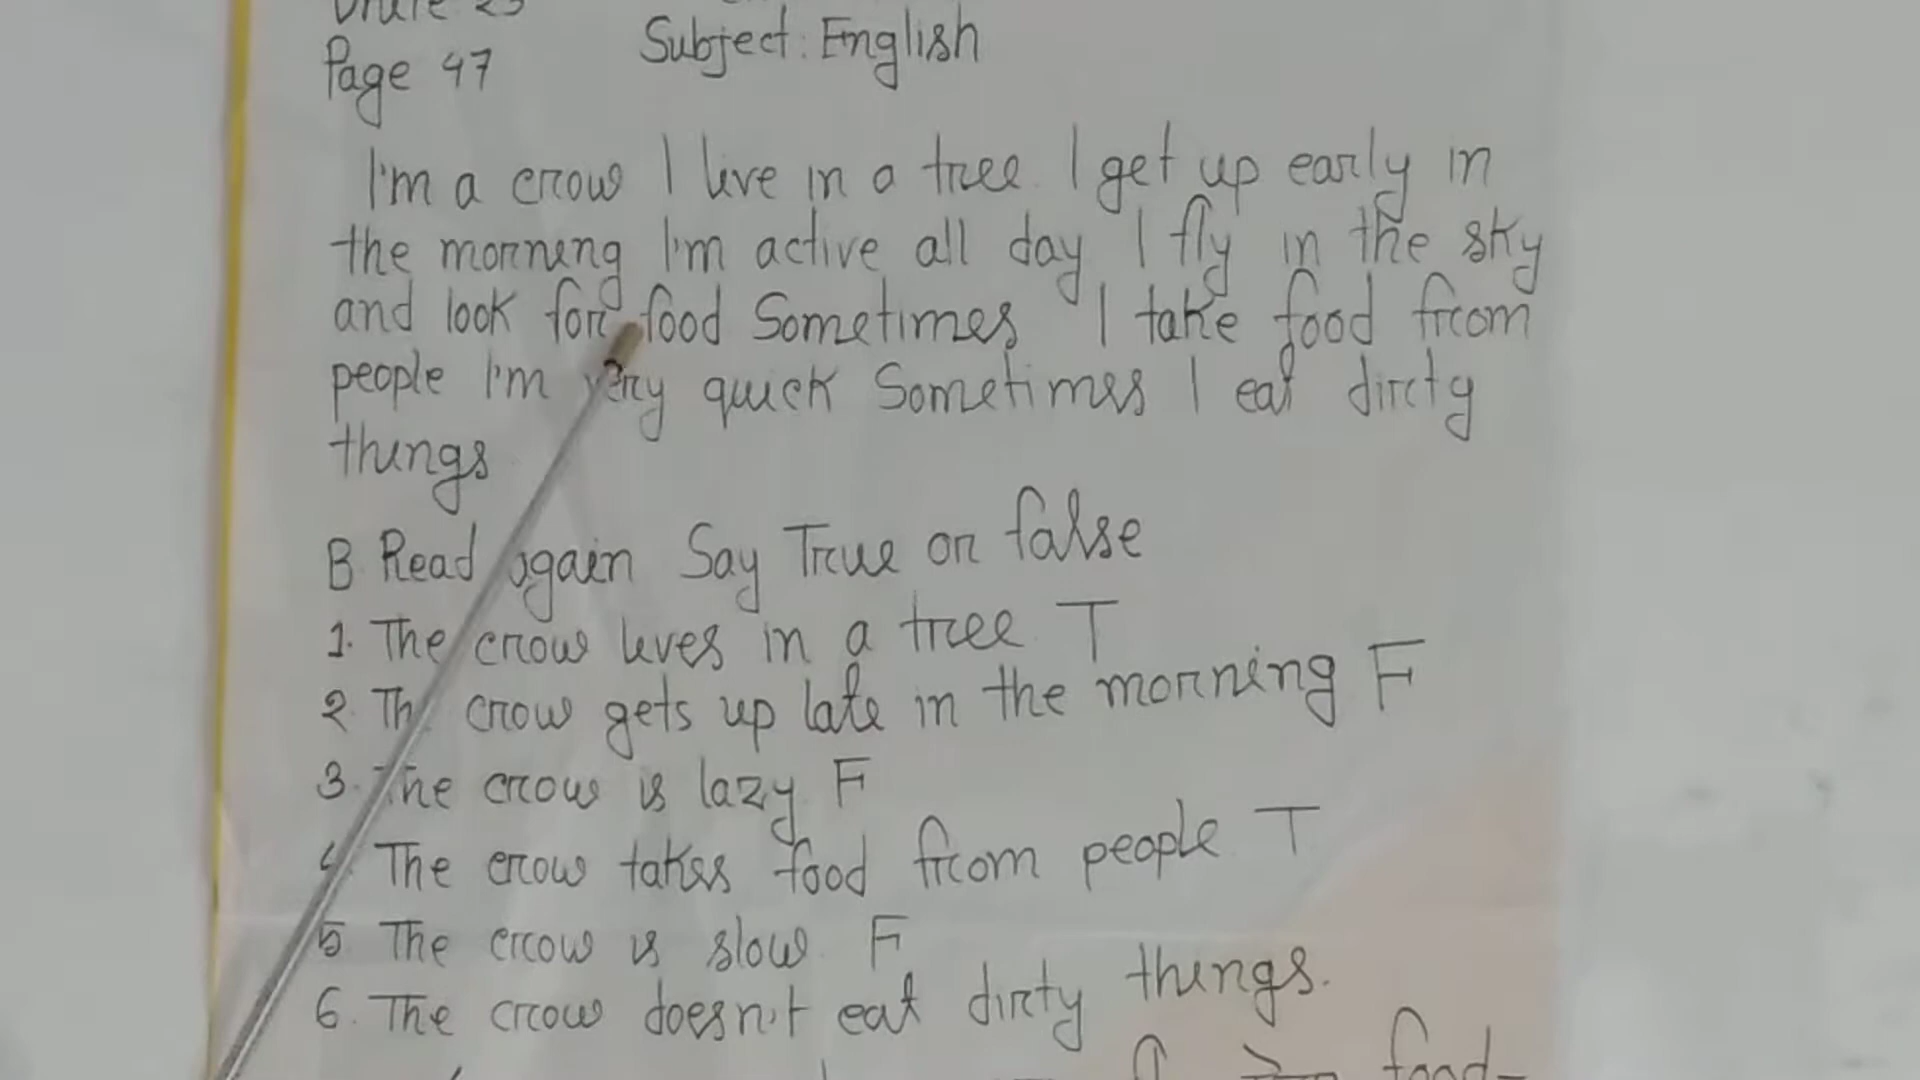 Page 47 Subject: English
I'm a crow I live in a tree I get up early in
the morning I'm active all day I fly in the sky
and look for food Sometimes I take food from
people I'm very quick Sometimes I eat dirty
things
B Read again Say True or false
1. The crow lives in a tree T
2. The crow gets up late in the morning F
3. The crow is lazy F
4 The crow takes food from people T
5 The crow is slow F
6. The crow doesn't eat dirty things.
food